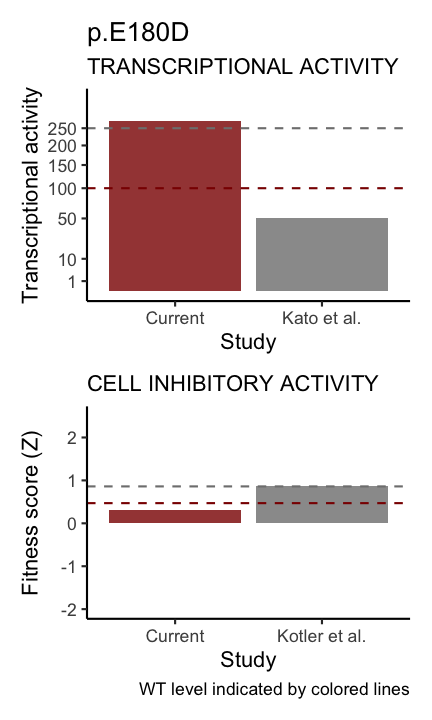 p.E180D
TRANSCRIPTIONAL ACTIVITY
Transcriptional activity
250
200
150
100
50
10
1
Current
Kato et al.
Study
CELL INHIBITORY ACTIVITY
Fitness score (Z)
2
1
0
-1
-2
Current
Kotler et al.
Study
WT level indicated by colored lines